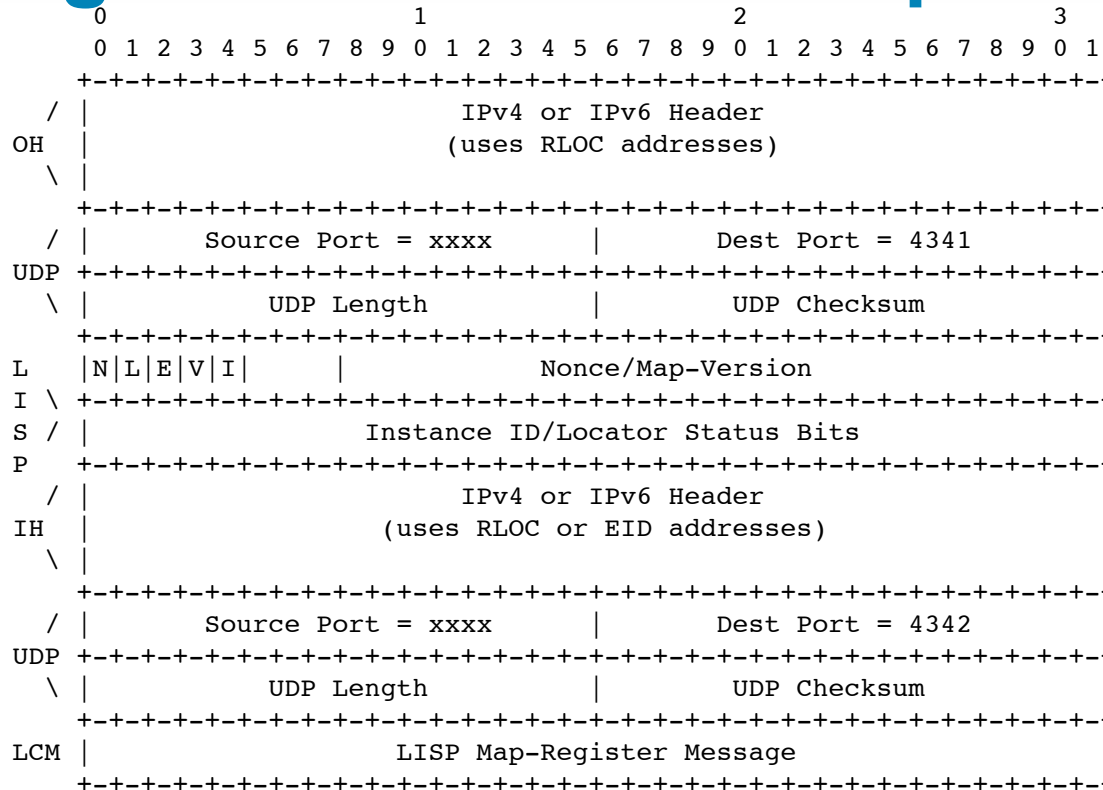 0                   1                   2                   3
0 1 2 3 4 5 6 7 8 9 0 1 2 3 4 5 6 7 8 9 0 1 2 3 4 5 6 7 8 9 0 1
+-+-+-+-+-+-+-+-+-+-+-+-+-+-+-+-+-+-+-+-+-+-+-+-+-+-+-+-+-+-+-+-
/ | IPv4 or IPv6 Header
OH | (uses RLOC addresses)
\ |
+-+-+-+-+-+-+-+-+-+-+-+-+-+-+-+-+-+-+-+-+-+-+-+-+-+-+-+-+-+-+-+-
/ | Source Port = xxxx | Dest Port = 4341
UDP +-+-+-+-+-+-+-+-+-+-+-+-+-+-+-+-+-+-+-+-+-+-+-+-+-+-+-+-+-+-+-+-
\ | UDP Length | UDP Checksum
+-+-+-+-+-+-+-+-+-+-+-+-+-+-+-+-+-+-+-+-+-+-+-+-+-+-+-+-+-+-+-+-
L |N|L|E|V|I| | Nonce/Map-Version
I \ +-+-+-+-+-+-+-+-+-+-+-+-+-+-+-+-+-+-+-+-+-+-+-+-+-+-+-+-+-+-+-+-
S / | Instance ID/Locator Status Bits
P +-+-+-+-+-+-+-+-+-+-+-+-+-+-+-+-+-+-+-+-+-+-+-+-+-+-+-+-+-+-+-+-
/ | IPv4 or IPv6 Header
IH | (uses RLOC or EID addresses)
\ |
+-+-+-+-+-+-+-+-+-+-+-+-+-+-+-+-+-+-+-+-+-+-+-+-+-+-+-+-+-+-+-+-
/ | Source Port = xxxx | Dest Port = 4342
UDP +-+-+-+-+-+-+-+-+-+-+-+-+-+-+-+-+-+-+-+-+-+-+-+-+-+-+-+-+-+-+-+-
\ | UDP Length | UDP Checksum
+-+-+-+-+-+-+-+-+-+-+-+-+-+-+-+-+-+-+-+-+-+-+-+-+-+-+-+-+-+-+-+-
LCM | LISP Map-Register Message
+-+-+-+-+-+-+-+-+-+-+-+-+-+-+-+-+-+-+-+-+-+-+-+-+-+-+-+-+-+-+-+-